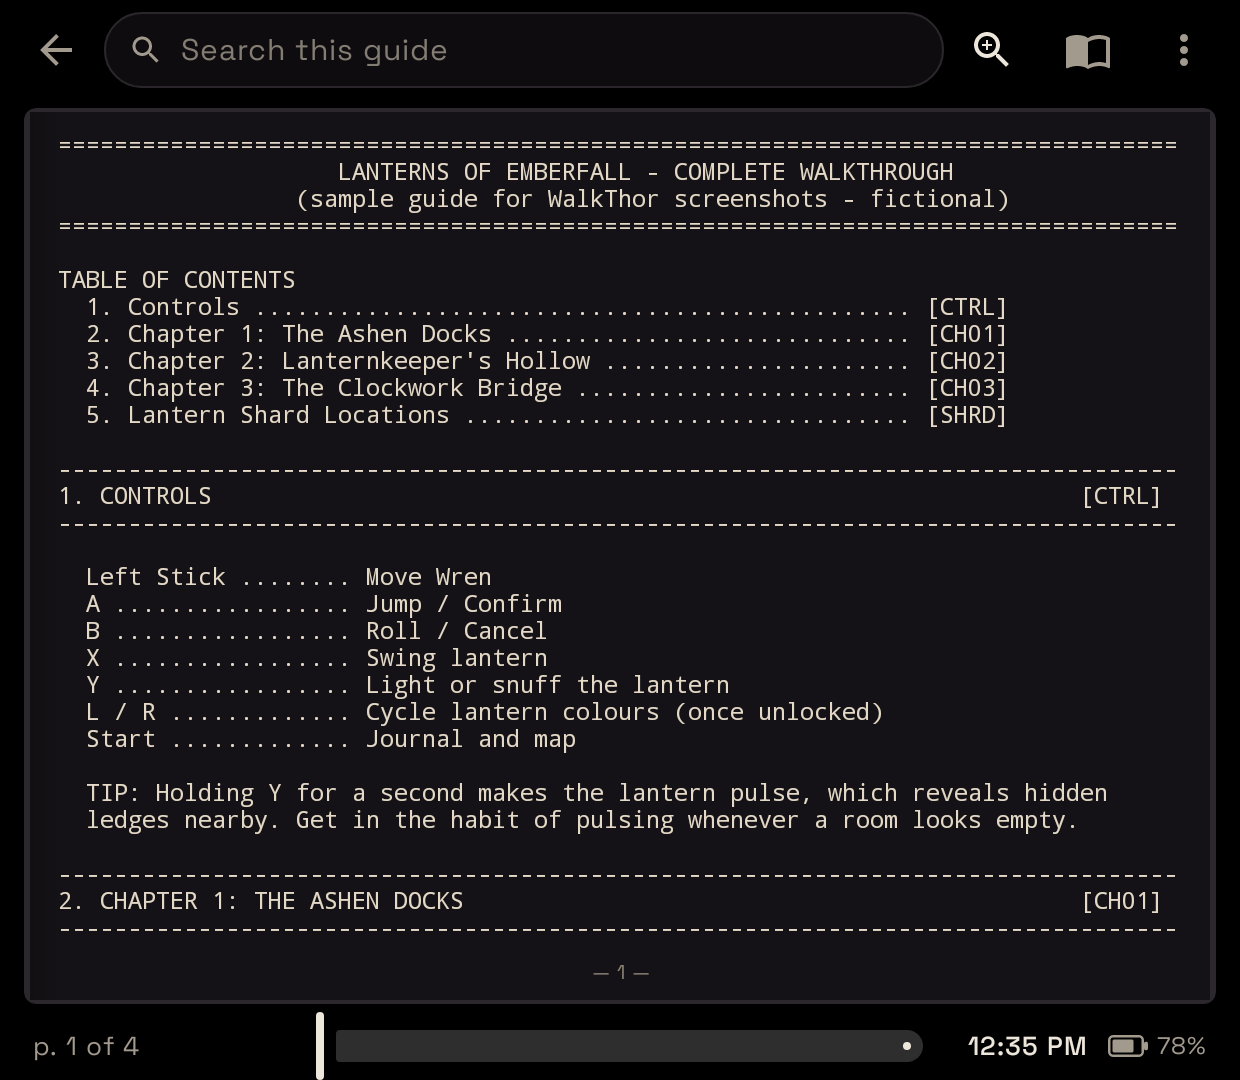 Search this guide
================================================================================
LANTERNS OF EMBERFALL - COMPLETE WALKTHROUGH
(sample guide for WalkThor screenshots - fictional)
================================================================================
TABLE OF CONTENTS
1. Controls ............................................... [CTRL]
2. Chapter 1: The Ashen Docks ............................. [CH01]
3. Chapter 2: Lanternkeeper's Hollow ...................... [CH02]
4. Chapter 3: The Clockwork Bridge ........................ [CH03]
5. Lantern Shard Locations ................................ [SHRD]
--------------------------------------------------------------------------------
1. CONTROLS [CTRL]
--------------------------------------------------------------------------------
Left Stick ........ Move Wren
A ................. Jump / Confirm
B ................. Roll / Cancel
X ................. Swing lantern
Y ................. Light or snuff the lantern
L / R ............. Cycle lantern colours (once unlocked)
Start ............. Journal and map
TIP: Holding Y for a second makes the lantern pulse, which reveals hidden
ledges nearby. Get in the habit of pulsing whenever a room looks empty.
--------------------------------------------------------------------------------
2. CHAPTER 1: THE ASHEN DOCKS [CH01]
--------------------------------------------------------------------------------
— 1 —
p. 1 of 4
12:35 PM 78%